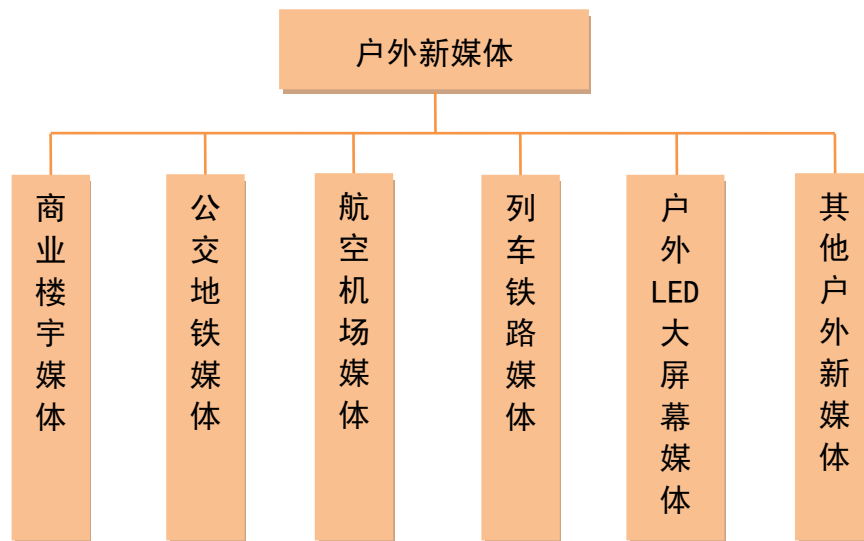 户外新媒体
商业楼宇媒体
公交地铁媒体
航空机场媒体
列车铁路媒体
户外LED大屏幕媒体
其他户外新媒体